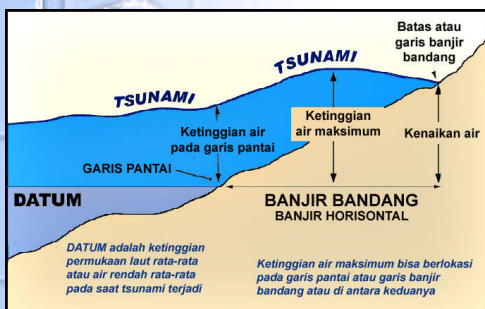 Batas atau
garis banjir
bandang
TSUNAMI
TSUNAMI
Ketinggian air
pada garis pantai
Ketinggian
air maksimum
Kenaikan air
GARIS PANTAI
DATUM
BANJIR BANDANG
BANJIR HORISONTAL
DATUM adalah ketinggian
permukaan laut rata-rata
atau air rendah rata-rata
pada saat tsunami terjadi
Ketinggian air maksimum bisa berlokasi
pada garis pantai atau garis banjir
bandang atau di antara keduanya